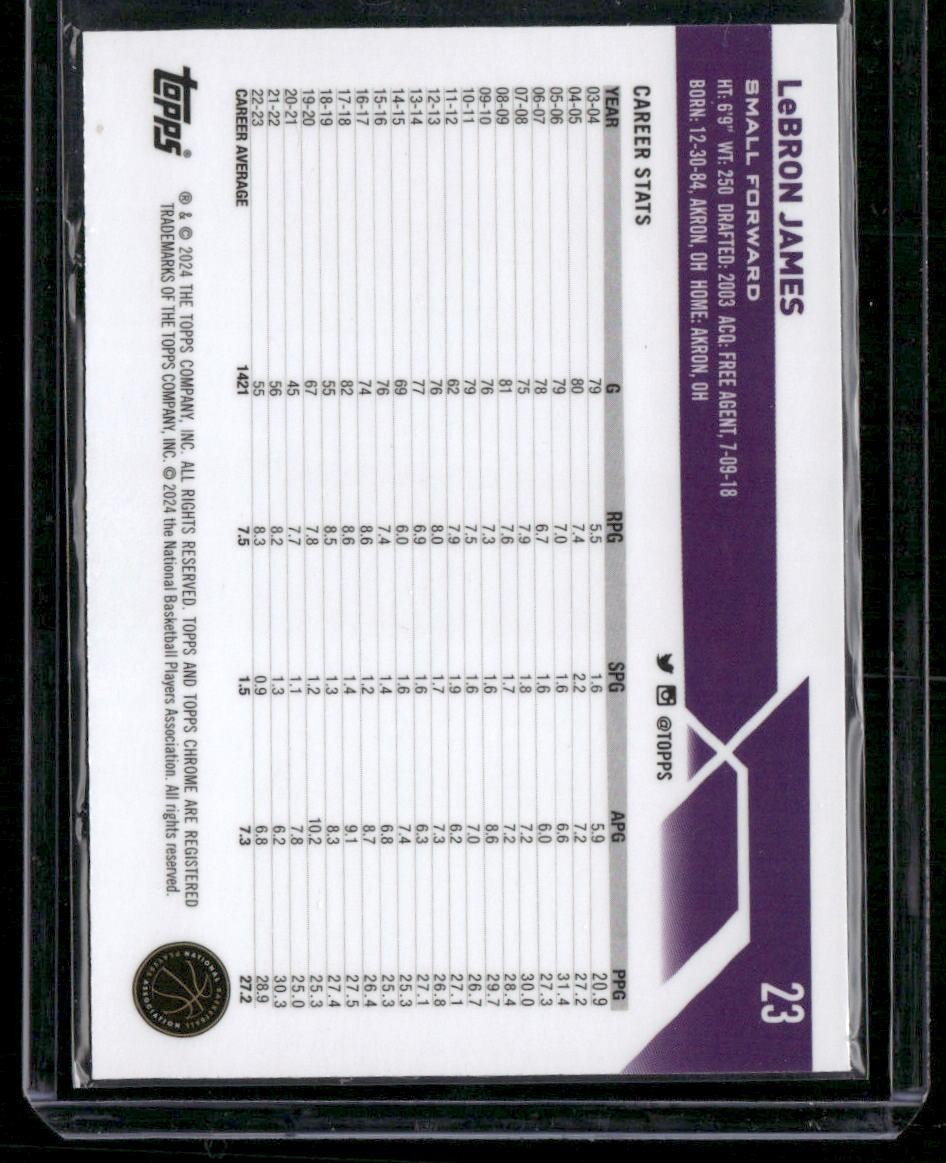 LeBRON JAMES
23
SMALL FORWARD
HT: 6'9" WT: 250 DRAFTED: 2003 ACQ: FREE AGENT, 7-09-18
BORN: 12-30-84, AKRON, OH HOME: AKRON, OH
@TOPPS
CAREER STATS
YEAR G RPG SPG APG PPG
03-04 79 5.5 1.6 5.9 20.9
04-05 80 7.4 2.2 7.2 27.2
05-06 79 7.0 1.6 6.6 31.4
06-07 78 6.7 1.6 6.0 27.3
07-08 75 7.9 1.8 7.2 30.0
08-09 81 7.6 1.7 7.2 28.4
09-10 76 7.3 1.6 8.6 29.7
10-11 79 7.5 1.6 7.0 26.7
11-12 62 7.9 1.9 6.2 27.1
12-13 76 8.0 1.7 7.3 26.8
13-14 77 6.9 1.6 6.3 27.1
14-15 69 6.0 1.6 7.4 25.3
15-16 76 7.4 1.4 6.8 25.3
16-17 74 8.6 1.2 8.7 26.4
17-18 82 8.6 1.4 9.1 27.5
18-19 55 8.5 1.3 8.3 27.4
19-20 67 7.8 1.2 10.2 25.3
20-21 45 7.7 1.1 7.8 25.0
21-22 56 8.2 1.3 6.2 30.3
22-23 55 8.3 0.9 6.8 28.9
CAREER AVERAGE 1421 7.5 1.5 7.3 27.2
Topps®
® & © 2024 THE TOPPS COMPANY, INC. ALL RIGHTS RESERVED. TOPPS AND TOPPS CHROME ARE REGISTERED
TRADEMARKS OF THE TOPPS COMPANY, INC. © 2024 the National Basketball Players Association. All rights reserved.
NATIONAL BASKETBALL PLAYERS ASSOCIATION